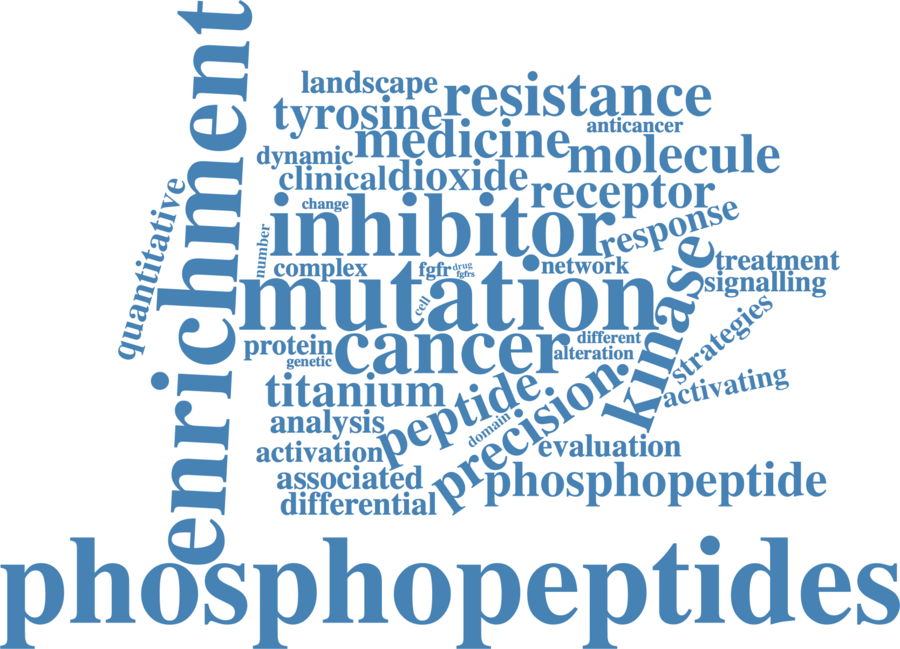 enrichment
landscape
resistance
tyrosine
anticancer
medicine
molecule
dynamic
clinical
dioxide
receptor
quantitative
change
inhibitor
response
number
complex
fgfr
drug
fgfrs
network
treatment
signalling
mutation
cell
kinase
strategies
protein
genetic
cancer
different
alteration
titanium
peptide
precision.
activating
analysis
domain
activation
evaluation
associated
phosphopeptide
differential
phosphopeptides